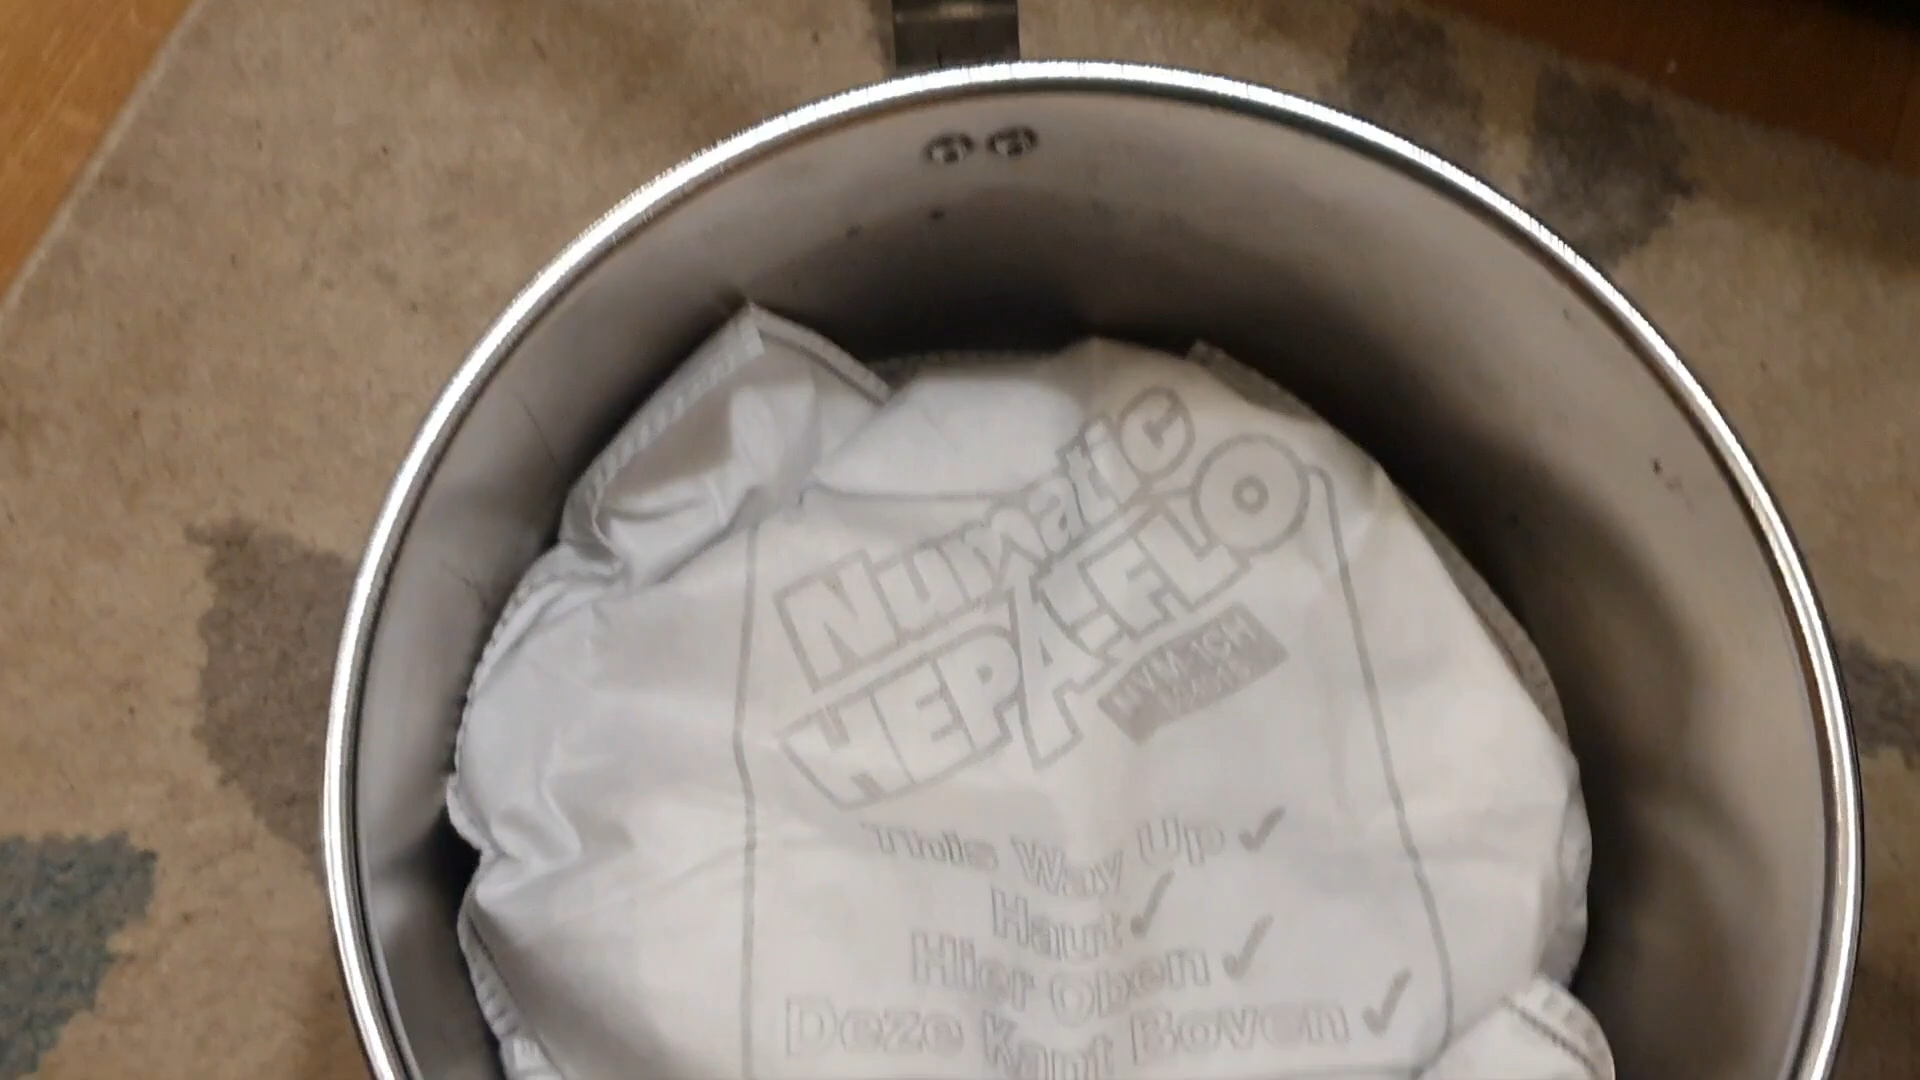 Numatic
HEPA-FLO
This Way Up ✓
Haut ✓
Hier Oben ✓
Deze Kant Boven ✓